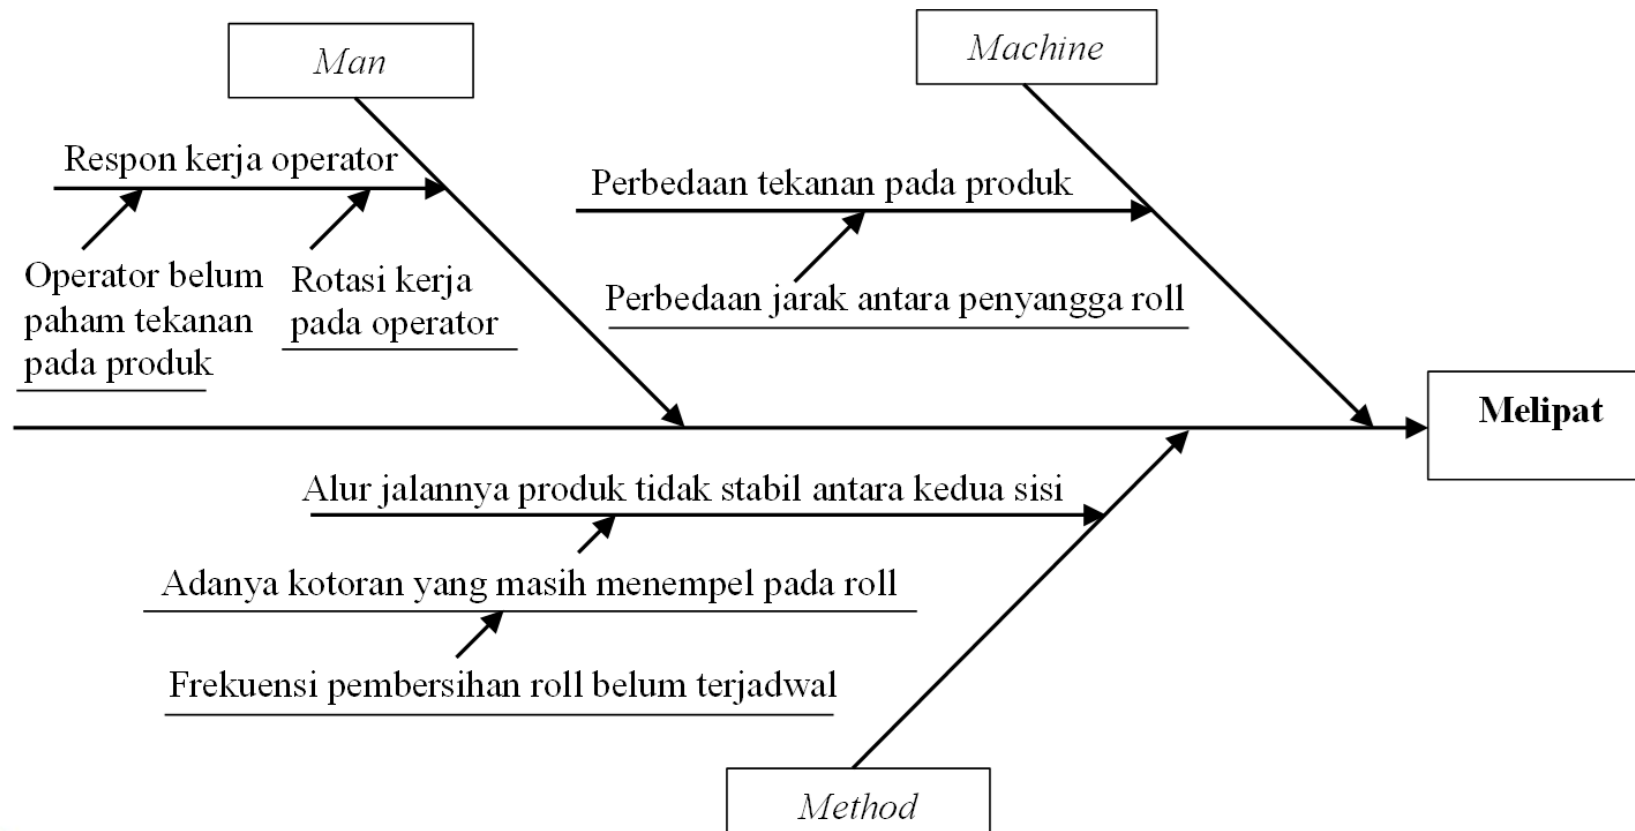 Man
Machine
Respon kerja operator
Perbedaan tekanan pada produk
Operator belum
paham tekanan
pada produk
Rotasi kerja
pada operator
Perbedaan jarak antara penyangga roll
Melipat
Alur jalannya produk tidak stabil antara kedua sisi
Adanya kotoran yang masih menempel pada roll
Frekuensi pembersihan roll belum terjadwal
Method